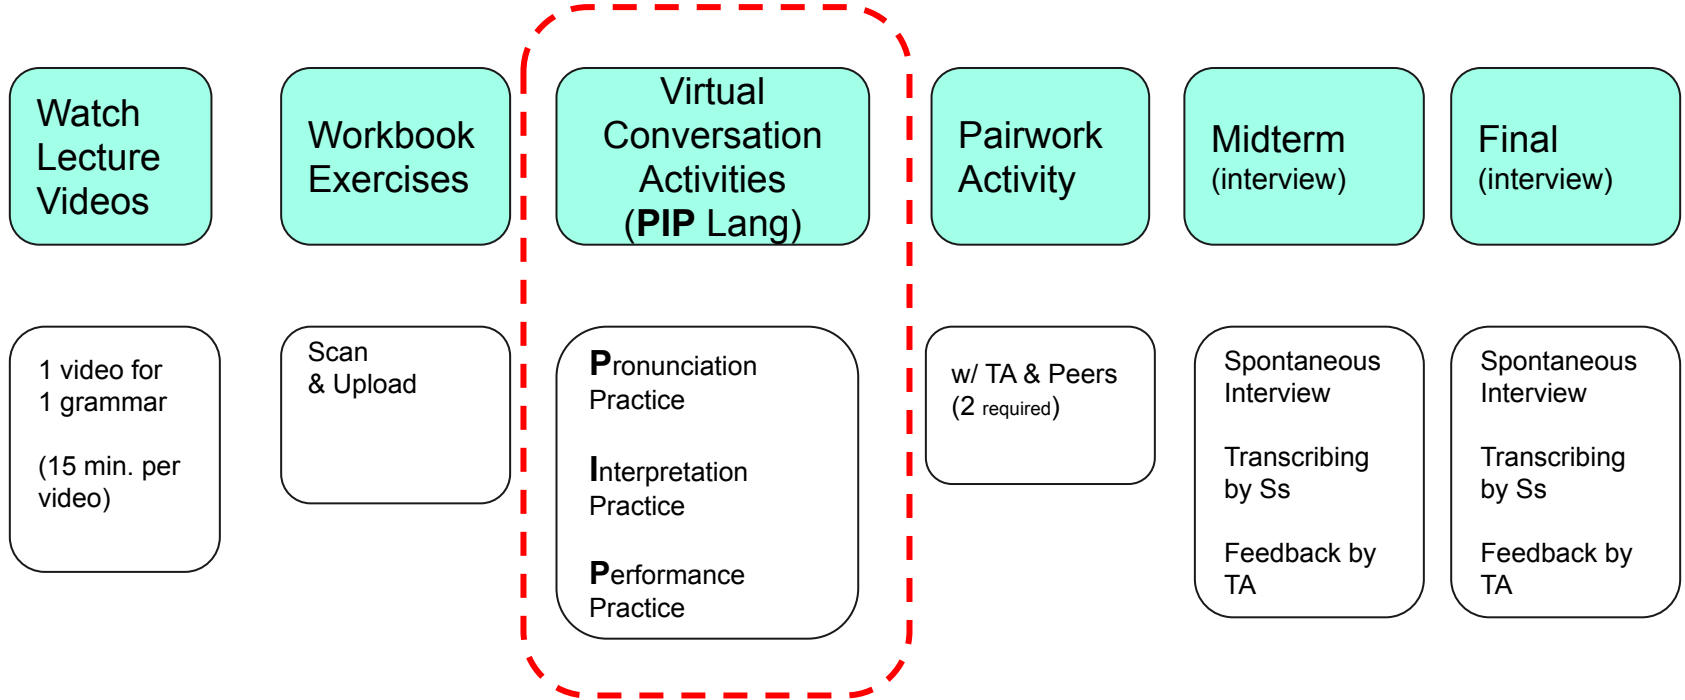 Watch
Lecture
Videos
Workbook
Exercises
Virtual
Conversation
Activities
(PIP Lang)
Pairwork
Activity
Midterm
(interview)
Final
(interview)
1 video for
1 grammar
(15 min. per
video)
Scan
& Upload
Pronunciation
Practice
Interpretation
Practice
Performance
Practice
w/ TA & Peers
(2 required)
Spontaneous
Interview
Transcribing
by Ss
Feedback by
TA
Spontaneous
Interview
Transcribing
by Ss
Feedback by
TA